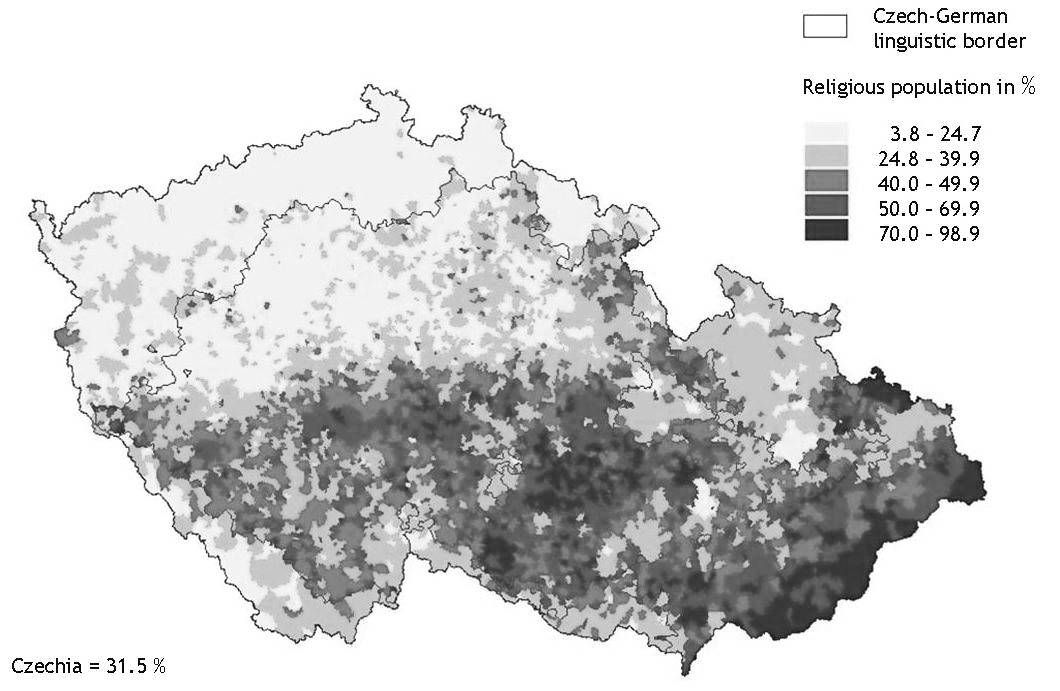 Czech-German
linguistic border
Religious population in %
3.8 - 24.7
24.8 - 39.9
40.0 - 49.9
50.0 - 69.9
70.0 - 98.9
Czechia = 31.5 %